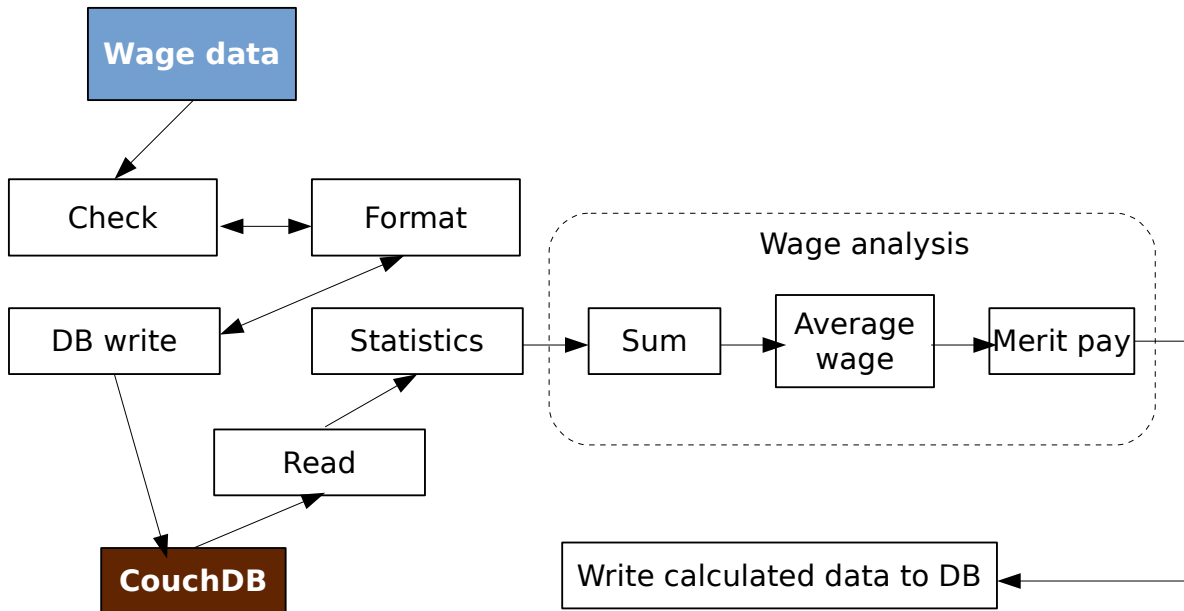 Wage data
Check
Format
Wage analysis
DB write
Statistics
Sum
Average
wage
Merit pay
Read
CouchDB
Write calculated data to DB